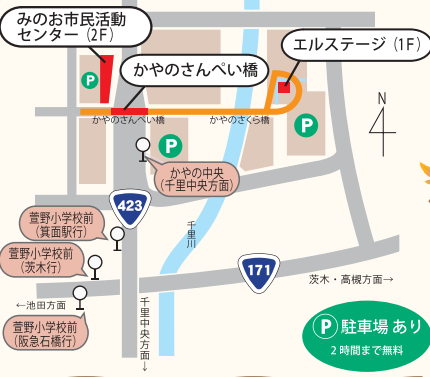 みのお市民活動
センター(2F)
かやのさんぺい橋
エルステージ(1F)
P
かやのさんぺい橋
かやのさくら橋
P
P
N
かやの中央
(千里中央方面)
423
萱野小学校前
(箕面駅行)
千里川
萱野小学校前
(茨木行)
171
茨木・高槻方面→
←池田方面
萱野小学校前
(阪急石橋行)
千里中央方面→
P 駐車場 あり
2時間まで無料